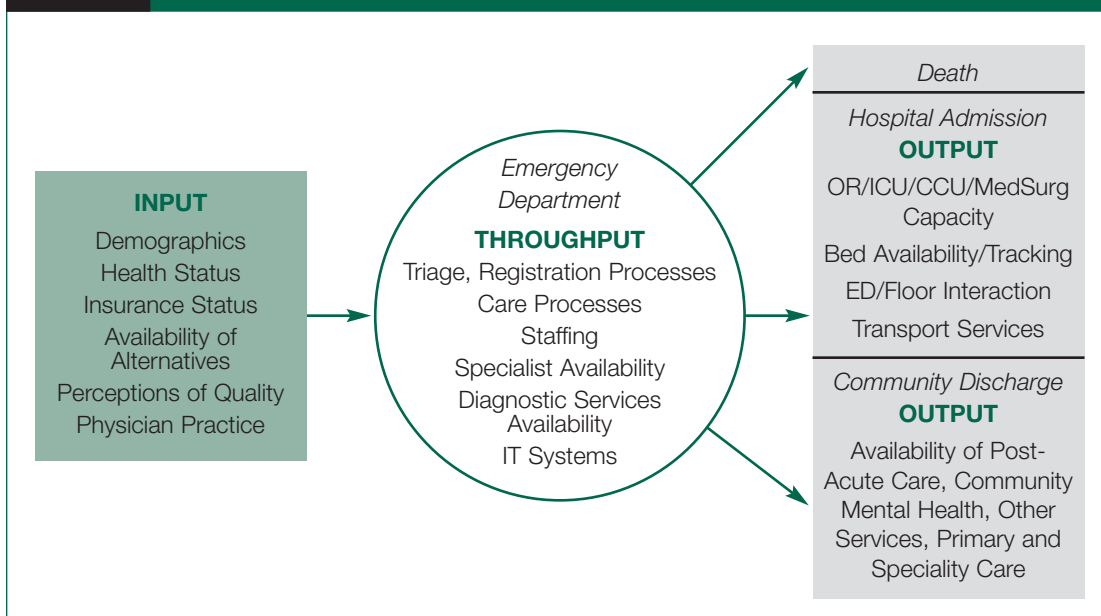 INPUT
Demographics
Health Status
Insurance Status
Availability of
Alternatives
Perceptions of Quality
Physician Practice
Emergency
Department
THROUGHPUT
Triage, Registration Processes
Care Processes
Staffing
Specialist Availability
Diagnostic Services
Availability
IT Systems
Death
Hospital Admission
OUTPUT
OR/ICU/CCU/MedSurg
Capacity
Bed Availability/Tracking
ED/Floor Interaction
Transport Services
Community Discharge
OUTPUT
Availability of Post-
Acute Care, Community
Mental Health, Other
Services, Primary and
Speciality Care